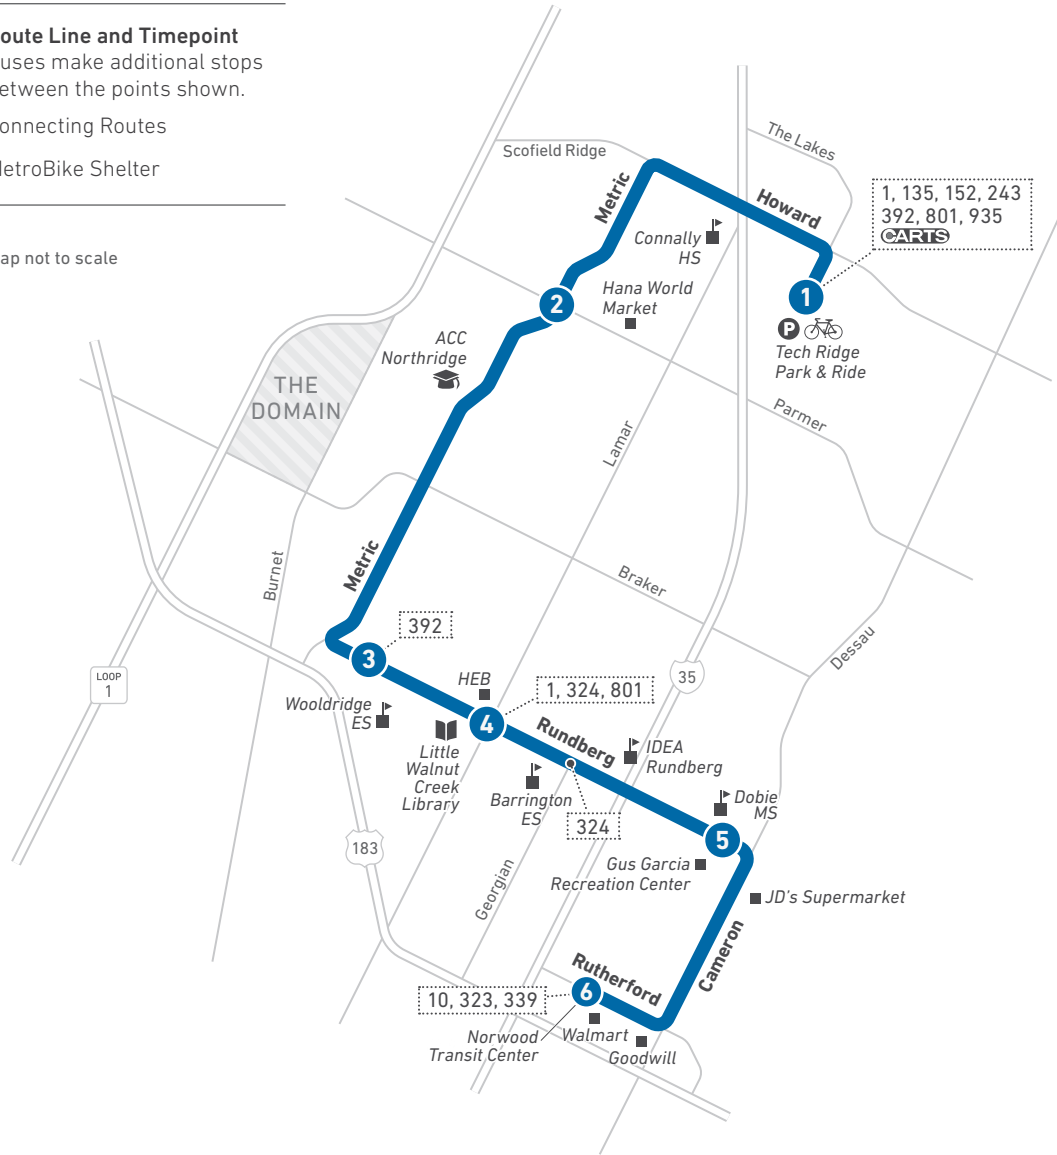 oute Line and Timepoint
uses make additional stops
etween the points shown.
onnecting Routes
MetroBike Shelter
ap not to scale
Scofield Ridge
The Lakes
Metric
Howard
1, 135, 152, 243
392, 801, 935
CARTS
Connally
HS
Hana World
Market
2
1
P
Tech Ridge
Park & Ride
ACC
Northridge
THE
DOMAIN
Parmer
Lamar
Metric
Burnet
Braker
Dessau
392
3
LOOP
1
35
HEB
1, 324, 801
Wooldridge
ES
4
Rundberg
Little
Walnut
Creek
Library
IDEA
Rundberg
Barrington
ES
324
Dobie
MS
5
183
Gus Garcia
Recreation Center
JD's Supermarket
Georgian
Cameron
Rutherford
10, 323, 339
6
Norwood
Transit Center
Walmart
Goodwill